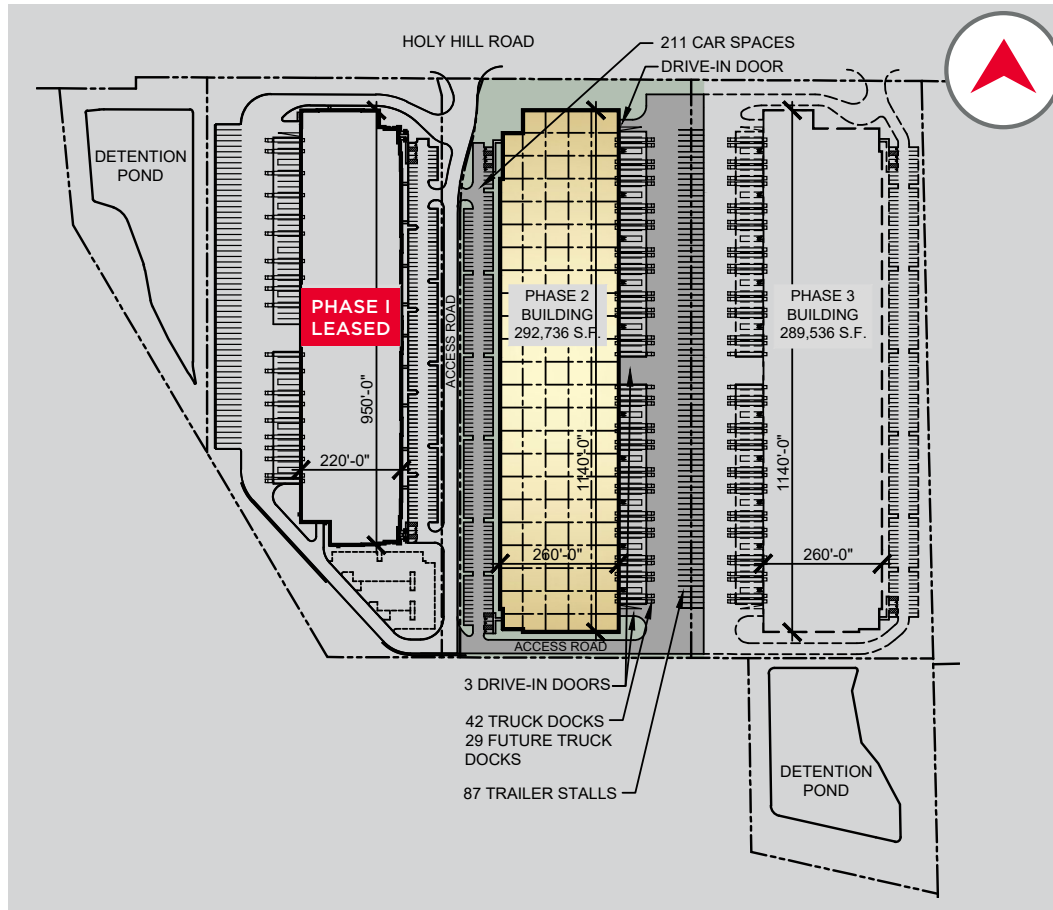 HOLY HILL ROAD
211 CAR SPACES
DRIVE-IN DOOR
DETENTION
POND
PHASE I
LEASED
ACCESS ROAD
PHASE 2
BUILDING
292,736 S.F.
PHASE 3
BUILDING
289,536 S.F.
950'-0"
220'-0"
1140'-0"
260'-0"
1140'-0"
260'-0"
ACCESS ROAD
3 DRIVE-IN DOORS
42 TRUCK DOCKS
29 FUTURE TRUCK
DOCKS
87 TRAILER STALLS
DETENTION
POND